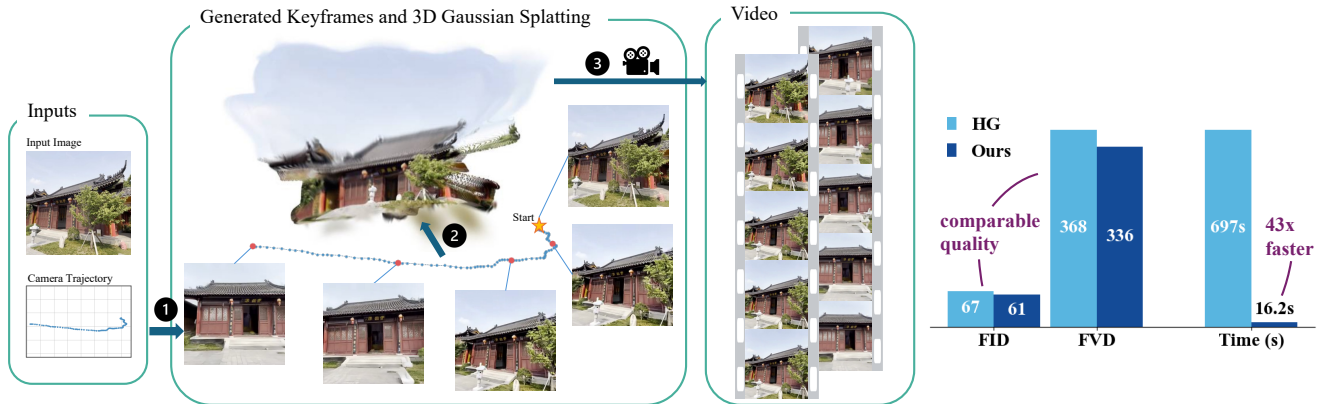 Generated Keyframes and 3D Gaussian Splatting
Video
Inputs
Input Image
Camera Trajectory
1
2
3
Start
HG
Ours
comparable
quality
67
61
368
336
697s
16.2s
43x
faster
FID
FVD
Time (s)